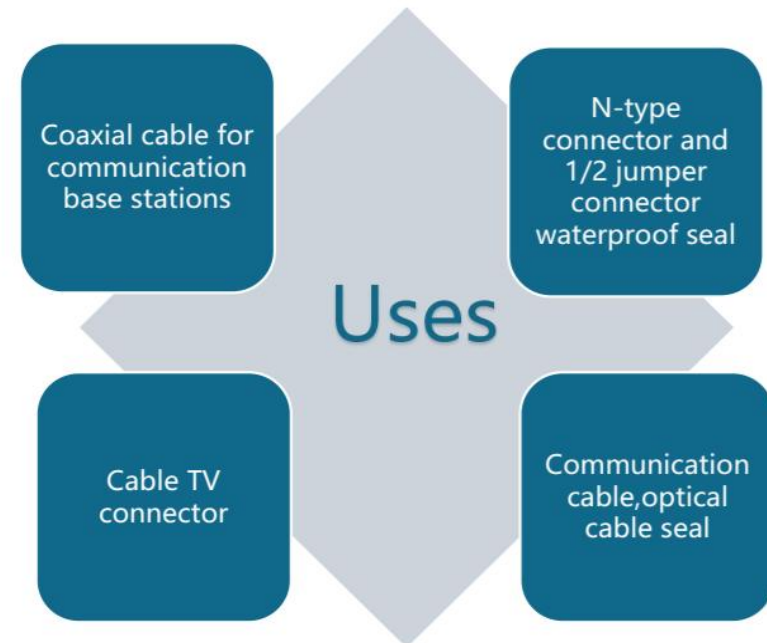 Coaxial cable for
communication
base stations
N-type
connector and
1/2 jumper
connector
waterproof seal
Uses
Cable TV
connector
Communication
cable,optical
cable seal